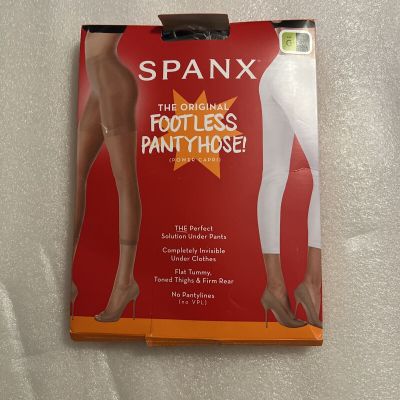 SPANX
THE ORIGINAL
FOOTLESS
PANTYHOSE!
(POWER CAPRI)
THE Perfect
Solution Under Pants
Completely Invisible
Under Clothes
Flat Tummy,
Toned Thighs & Firm Rear
No Pantylines
(no VPL)